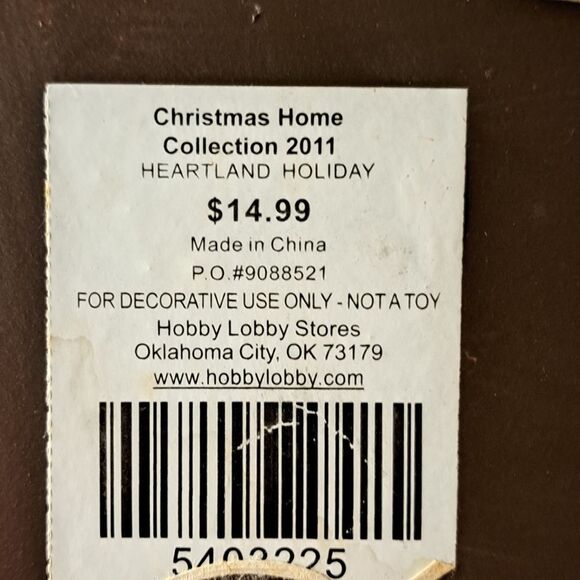 Christmas Home
Collection 2011
HEARTLAND HOLIDAY
$14.99
Made in China
P.O.#9088521
FOR DECORATIVE USE ONLY - NOT A TOY
Hobby Lobby Stores
Oklahoma City, OK 73179
www.hobbylobby.com
5403225